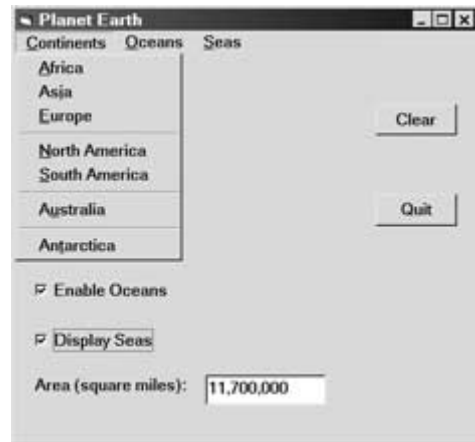 Planet Earth
Continents Oceans Seas
Africa
Asia
Europe
Clear
North America
South America
Australia
Quit
Antarctica
Enable Oceans
Display Seas
Area (square miles): 11,700,000